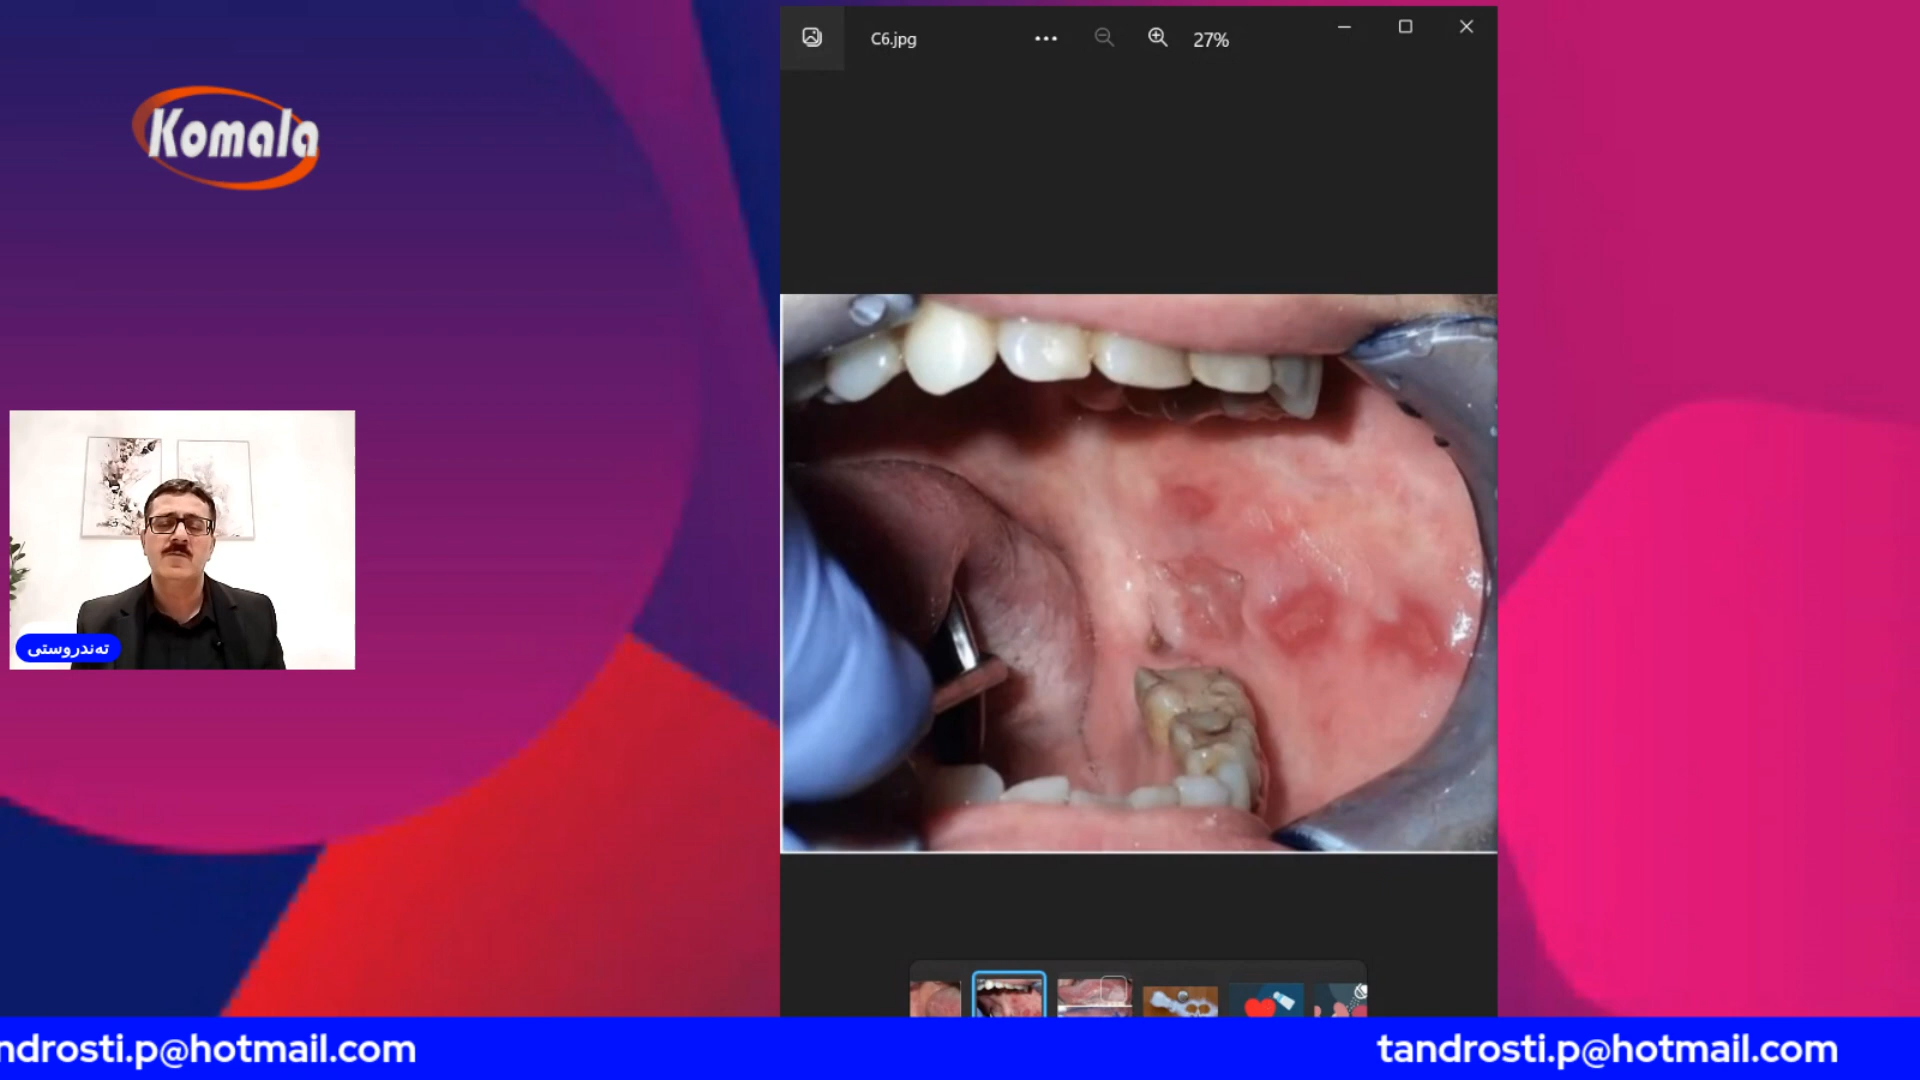 C6.jpg
27%
Komala
تەندروستی
ndrosti.p@hotmail.com
tandrosti.p@hotmail.com